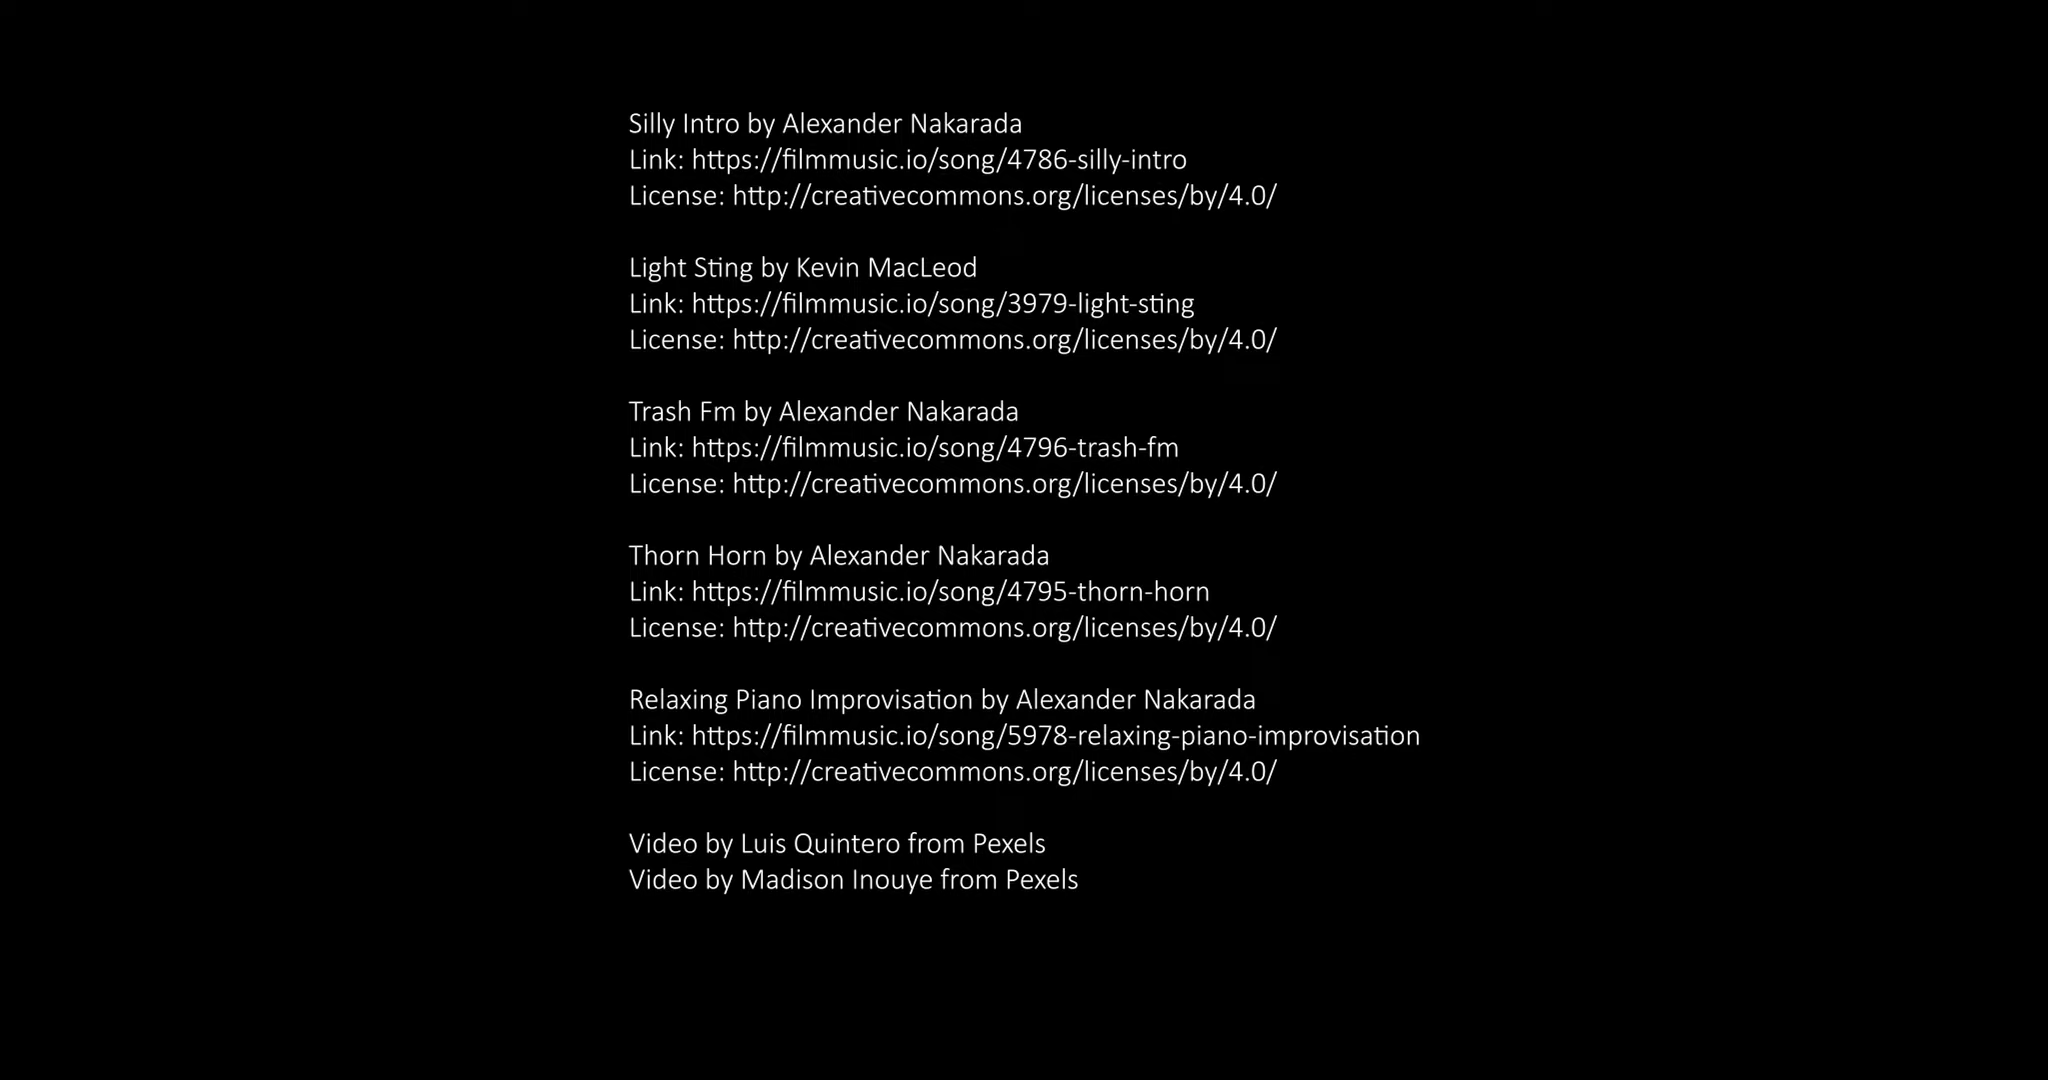 Silly Intro by Alexander Nakarada
Link: https://filmmusic.io/song/4786-silly-intro
License: http://creativecommons.org/licenses/by/4.0/
Light Sting by Kevin MacLeod
Link: https://filmmusic.io/song/3979-light-sting
License: http://creativecommons.org/licenses/by/4.0/
Trash Fm by Alexander Nakarada
Link: https://filmmusic.io/song/4796-trash-fm
License: http://creativecommons.org/licenses/by/4.0/
Thorn Horn by Alexander Nakarada
Link: https://filmmusic.io/song/4795-thorn-horn
License: http://creativecommons.org/licenses/by/4.0/
Relaxing Piano Improvisation by Alexander Nakarada
Link: https://filmmusic.io/song/5978-relaxing-piano-improvisation
License: http://creativecommons.org/licenses/by/4.0/
Video by Luis Quintero from Pexels
Video by Madison Inouye from Pexels